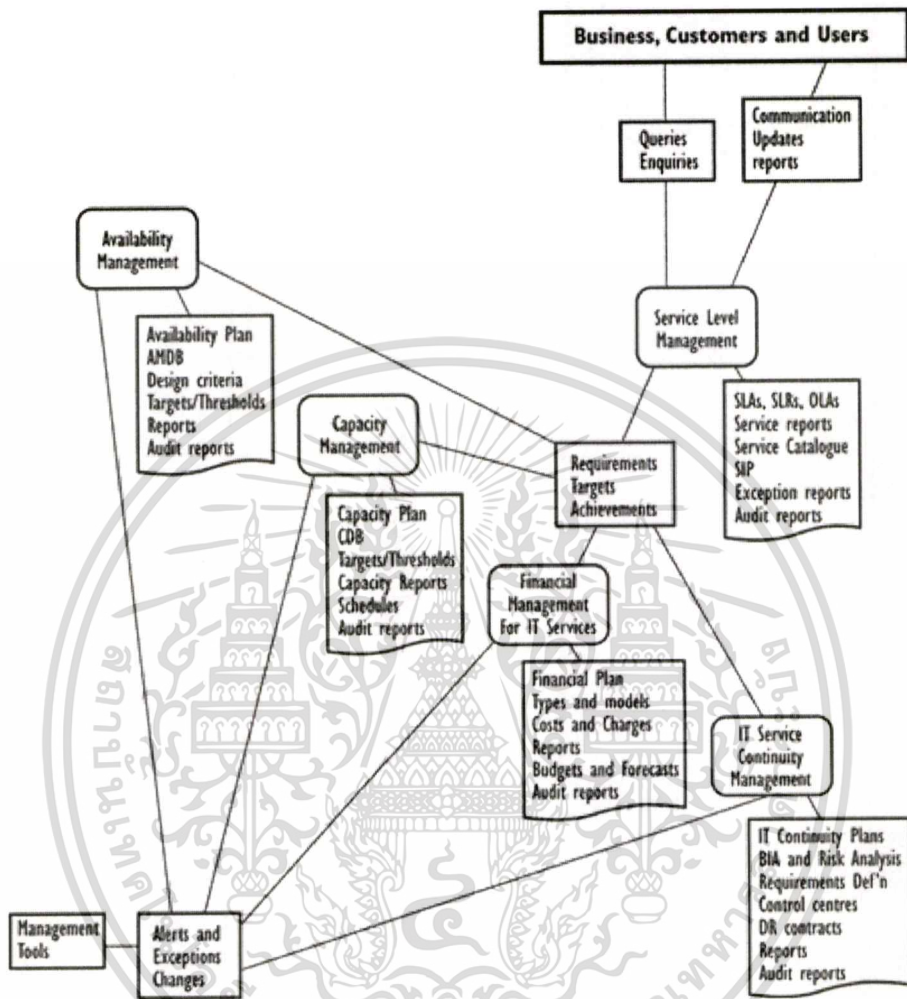 Business, Customers and Users
Queries
Enquiries
Communication
Updates
reports
Availability
Management
Service Level
Management
Availability Plan
AMDB
Design criteria
Targets/Thresholds
Reports
Audit reports
SLAs, SLRs, OLAs
Service reports
Service Catalogue
SIP
Exception reports
Audit reports
Capacity
Management
Requirements
Targets
Achievements
Capacity Plan
CDB
Targets/Thresholds
Capacity Reports
Schedules
Audit reports
Financial
Management
For IT Services
Financial Plan
Types and models
Costs and Charges
Reports
Budgets and Forecasts
Audit reports
IT Service
Continuity
Management
IT Continuity Plans
BIA and Risk Analysis
Requirements Def'n
Control centres
DR contracts
Reports
Audit reports
Management
Tools
Alerts and
Exceptions
Changes